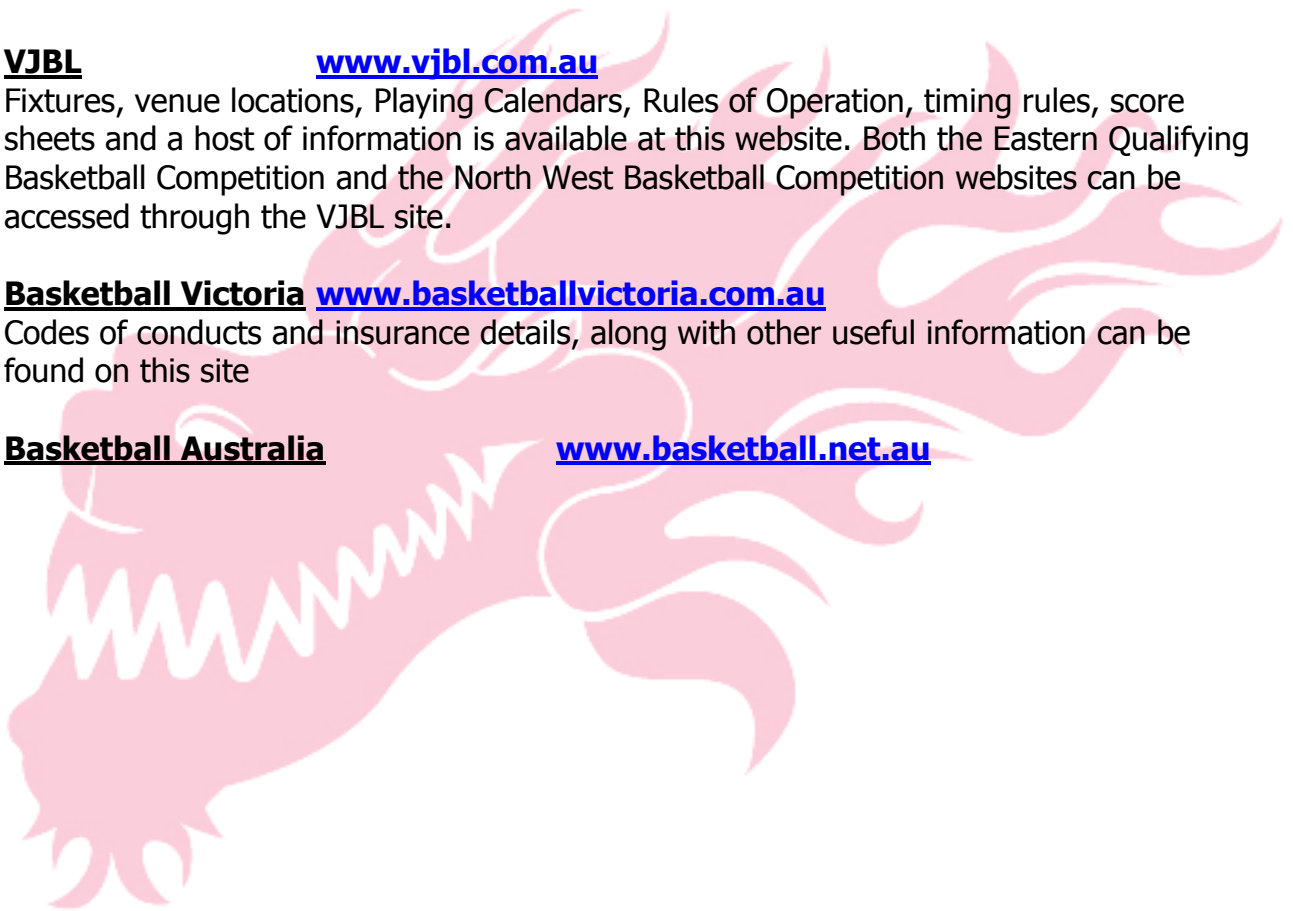 VJBL www.vjbl.com.au
Fixtures, venue locations, Playing Calendars, Rules of Operation, timing rules, score
sheets and a host of information is available at this website. Both the Eastern Qualifying
Basketball Competition and the North West Basketball Competition websites can be
accessed through the VJBL site.
Basketball Victoria www.basketballvictoria.com.au
Codes of conducts and insurance details, along with other useful information can be
found on this site
Basketball Australia www.basketball.net.au